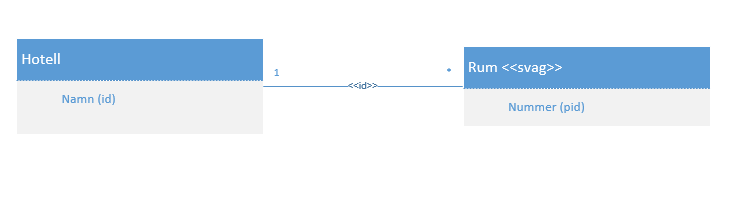 Hotell
Namn (id)
1
<<id>>
*
Rum <<svag>>
Nummer (pid)